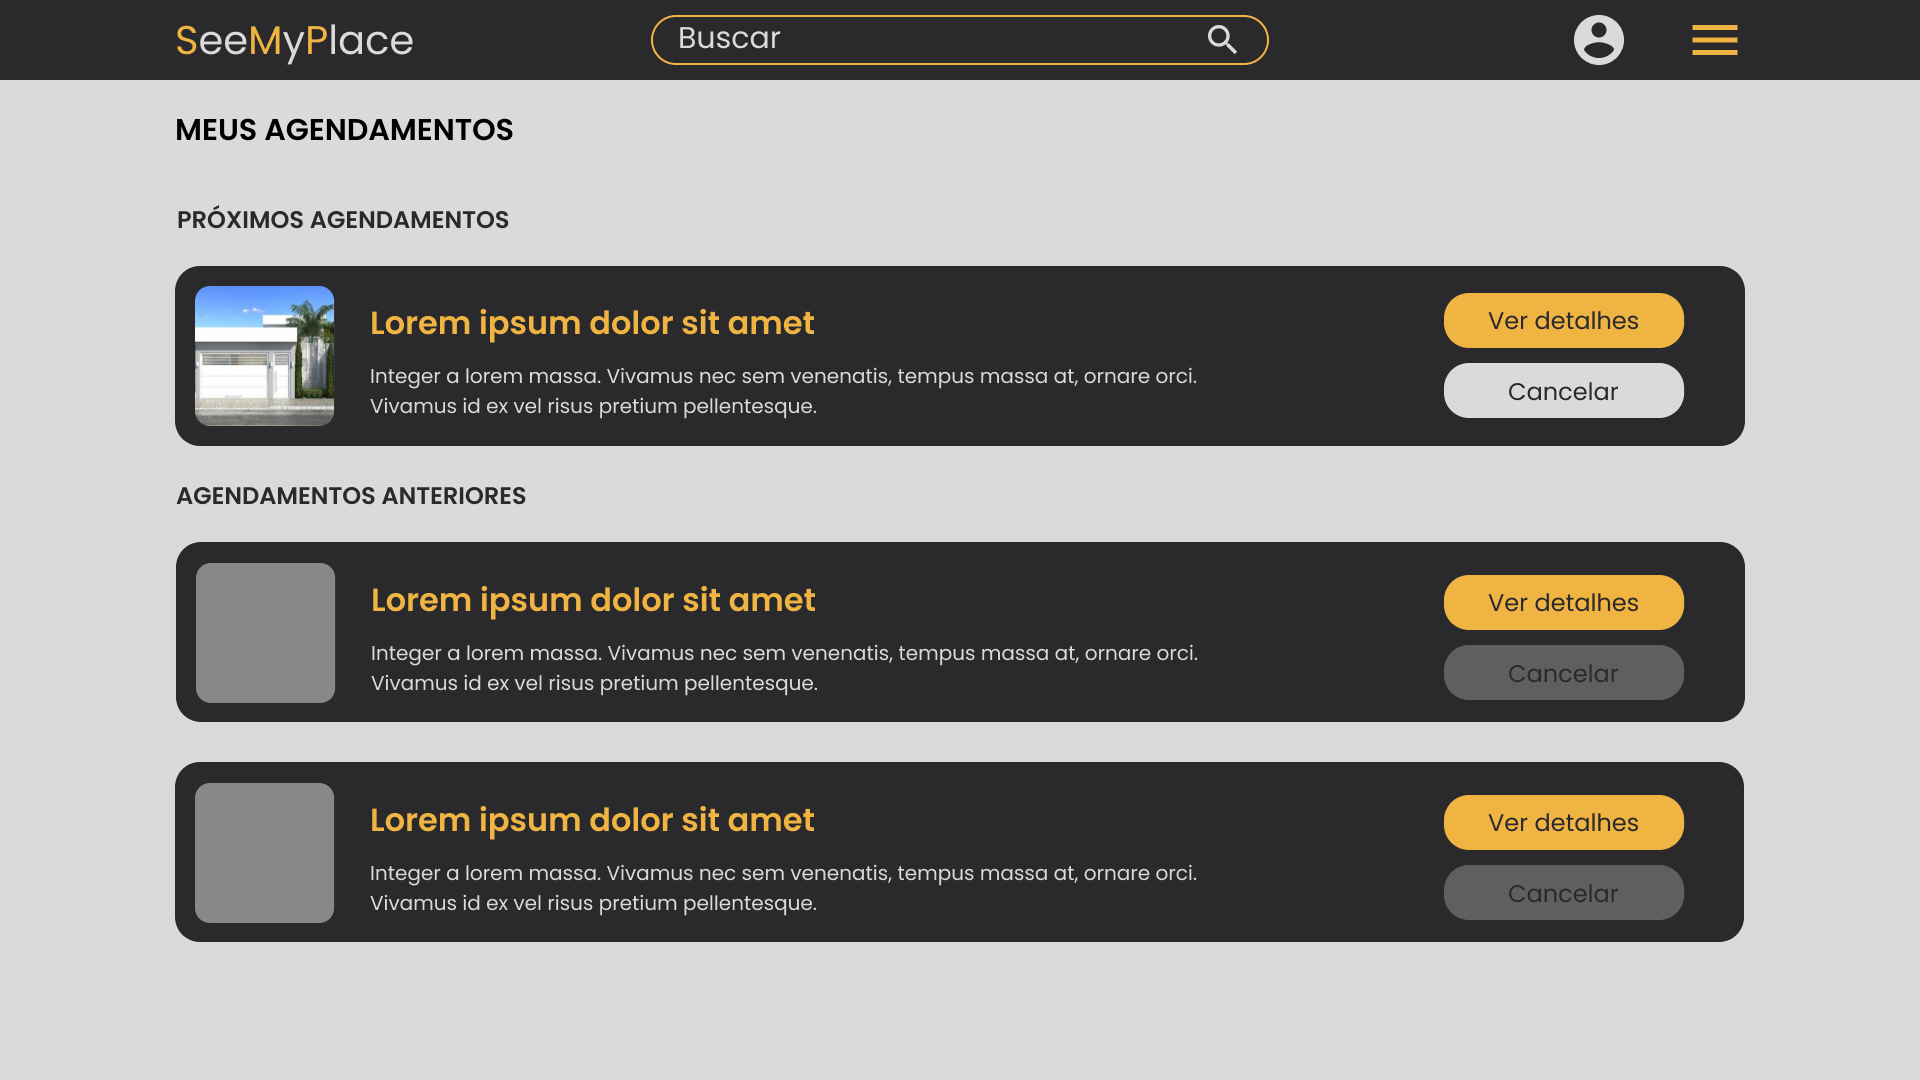 SeeMyPlace
Buscar
MEUS AGENDAMENTOS
PRÓXIMOS AGENDAMENTOS
Lorem ipsum dolor sit amet
Integer a lorem massa. Vivamus nec sem venenatis, tempus massa at, ornare orci.
Vivamus id ex vel risus pretium pellentesque.
Ver detalhes
Cancelar
AGENDAMENTOS ANTERIORES
Lorem ipsum dolor sit amet
Integer a lorem massa. Vivamus nec sem venenatis, tempus massa at, ornare orci.
Vivamus id ex vel risus pretium pellentesque.
Ver detalhes
Cancelar
Lorem ipsum dolor sit amet
Integer a lorem massa. Vivamus nec sem venenatis, tempus massa at, ornare orci.
Vivamus id ex vel risus pretium pellentesque.
Ver detalhes
Cancelar